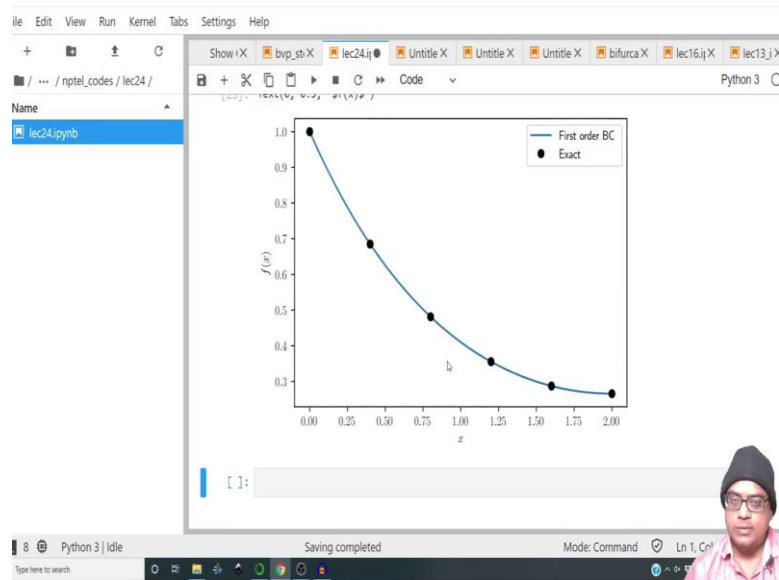 ile Edit View Run Kernel Tabs Settings Help
Show ( X bvp_st X lec24.i Untitle X Untitle X Untitle X bifurca X lec16.i X lec13_i X
/ ··· / nptel_codes / lec24 /
Code Python 3
Name
lec24.ipynb
First order BC
Exact
1.0
0.9
0.8
0.7
0.6
0.5
0.4
0.3
f(x)
0.00 0.25 0.50 0.75 1.00 1.25 1.50 1.75 2.00
x
[ ]:
8 Python 3 | Idle Saving completed Mode: Command Ln 1, Col
Type here to search